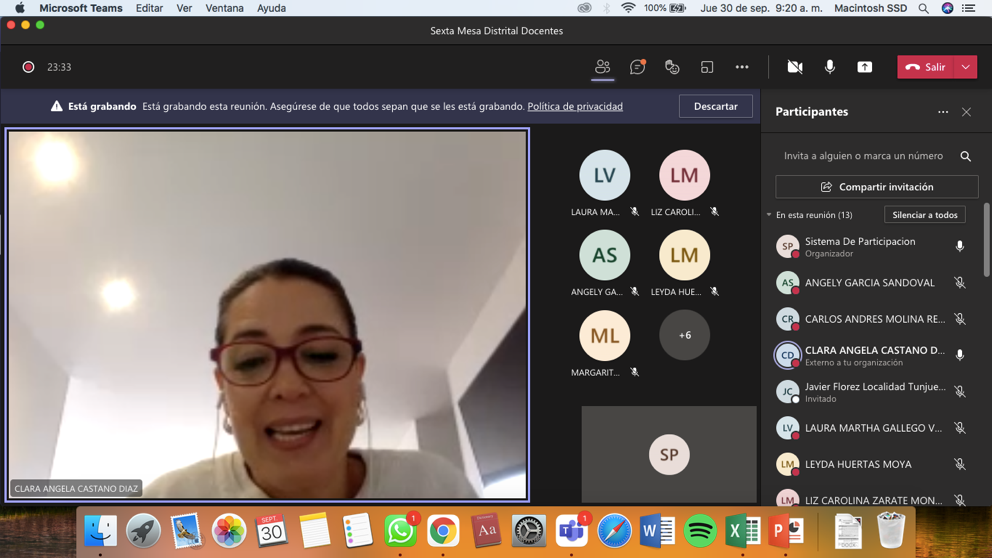 Microsoft Teams Editar Ver Ventana Ayuda 100% Jue 30 de sep. 9:20 a. m. Macintosh SSD
Sexta Mesa Distrital Docentes
23:33 Salir
Está grabando Está grabando esta reunión. Asegúrese de que todos sepan que se les está grabando. Política de privacidad Descartar
Participantes
Invita a alguien o marca un número
Compartir invitación
En esta reunión (13) Silenciar a todos
LV LM
LAURA MA... LIZ CAROLI...
AS LM
ANGELY GA... LEYDA HUE...
ML +6
MARGARIT...
SP
CLARA ANGELA CASTANO DIAZ
SP Sistema De Participacion
Organizador
AS ANGELY GARCIA SANDOVAL
CR CARLOS ANDRES MOLINA RE...
CD CLARA ANGELA CASTANO D...
Externo a tu organización
JC Javier Florez Localidad Tunjue...
Invitado
LV LAURA MARTHA GALLEGO V...
LM LEYDA HUERTAS MOYA
LM LIZ CAROLINA ZARATE MON...
SEPT.
30
1
Aa
1
W
X
P
DOCX